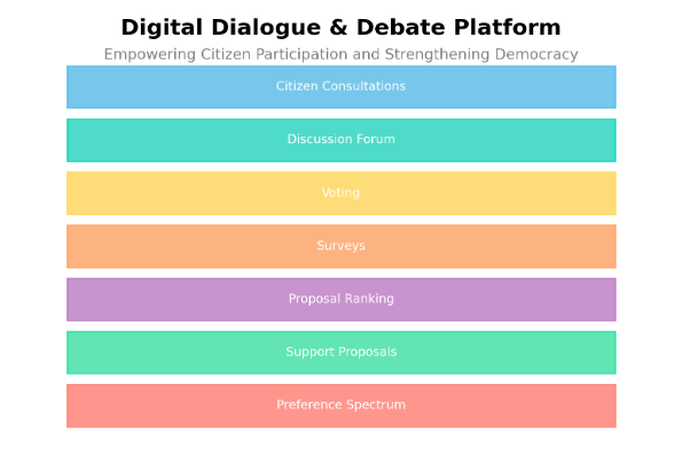 Digital Dialogue & Debate Platform
Empowering Citizen Participation and Strengthening Democracy
Citizen Consultations
Discussion Forum
Voting
Surveys
Proposal Ranking
Support Proposals
Preference Spectrum